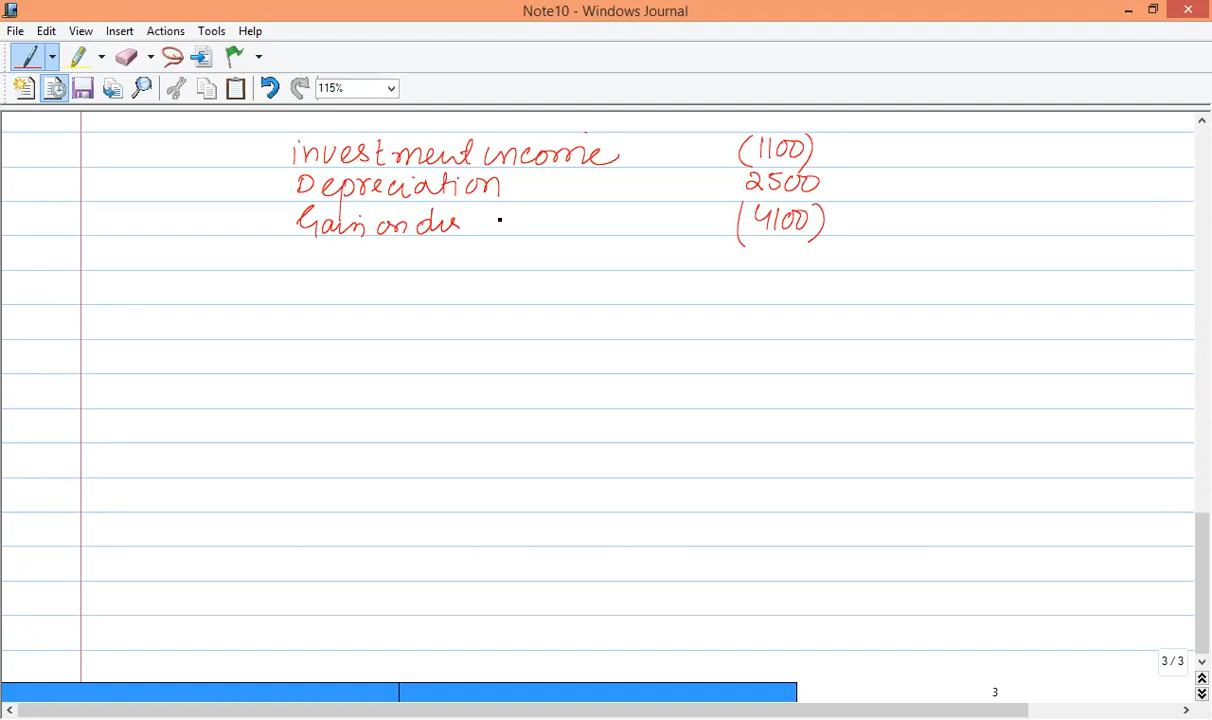 Note10 - Windows Journal
File Edit View Insert Actions Tools Help
115%
investment income (1100)
Depreciation 2500
Gain on dis (4100)
3 / 3
3